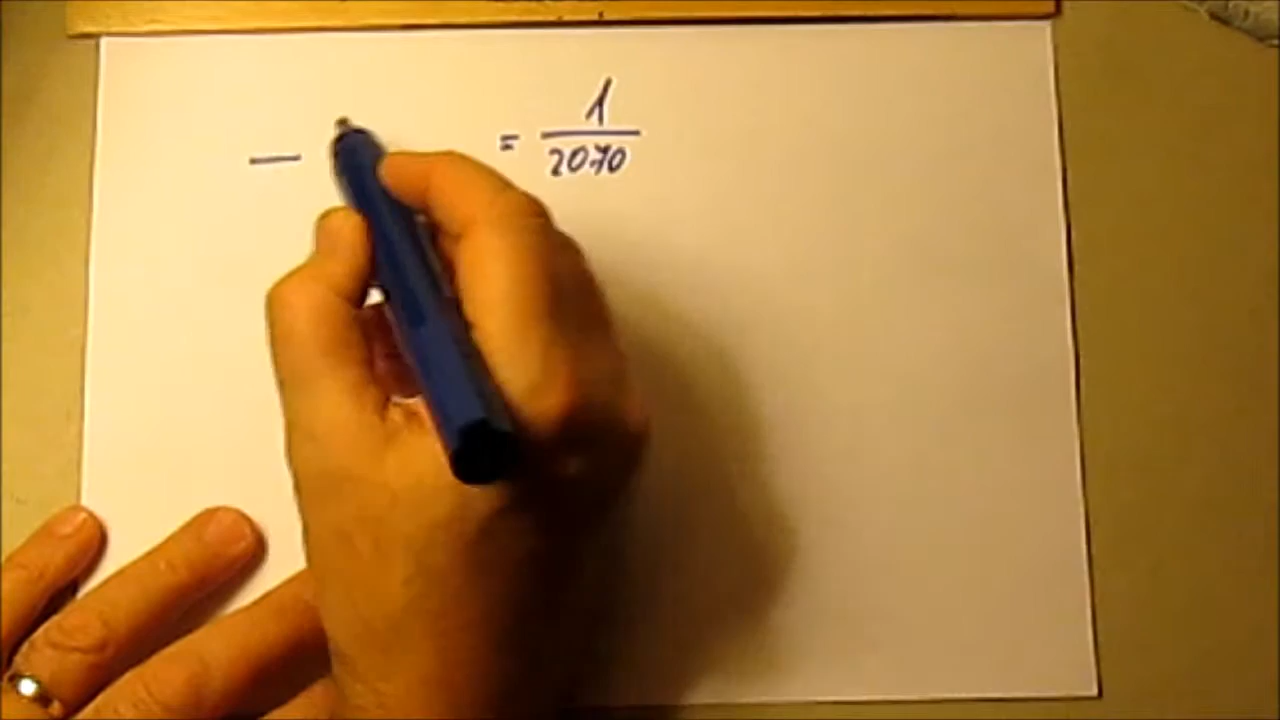 — = 1
2070